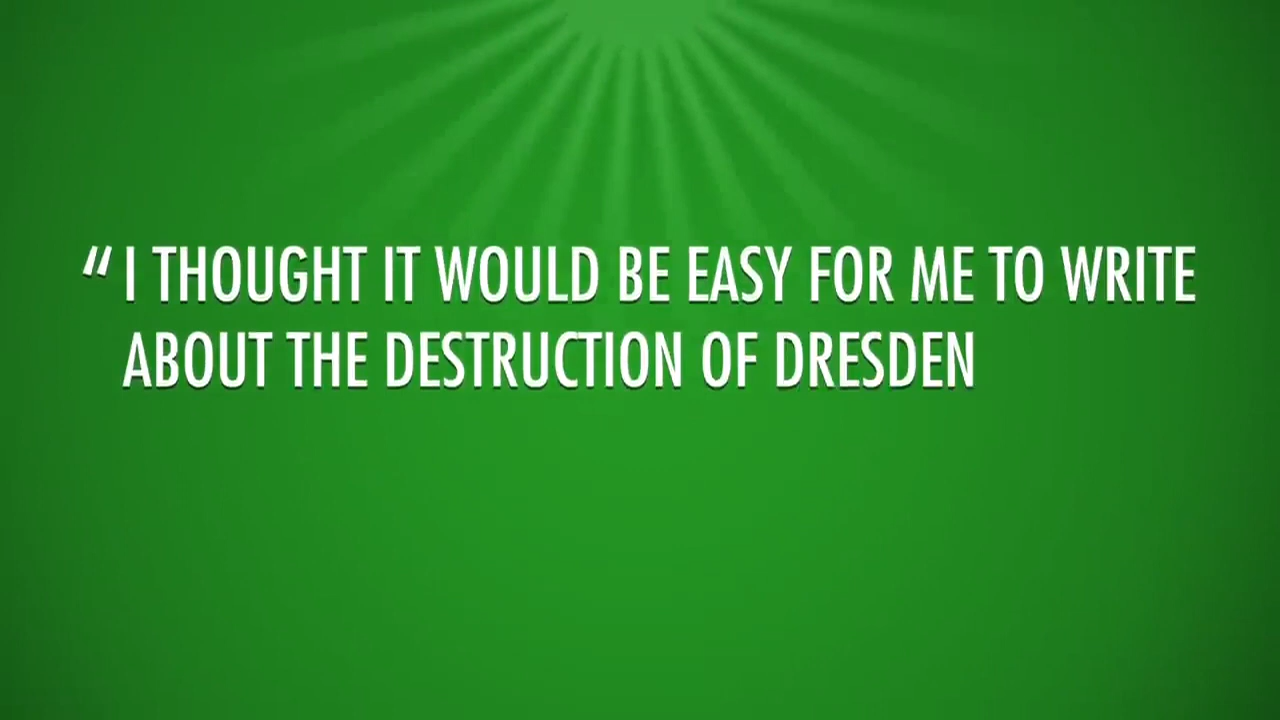 “I THOUGHT IT WOULD BE EASY FOR ME TO WRITE
ABOUT THE DESTRUCTION OF DRESDEN